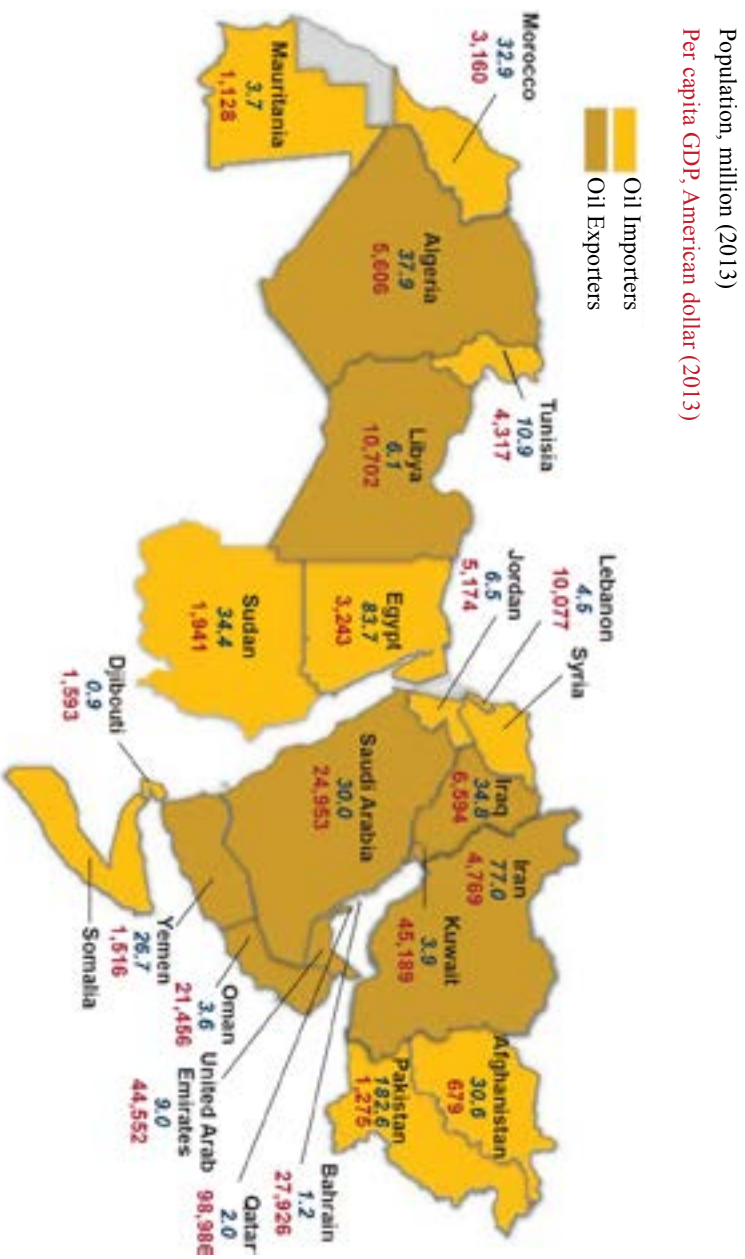 Population, million (2013)
Per capita GDP, American dollar (2013)
Oil Importers
Oil Exporters
Morocco
32.9
3,160
Mauritania
3.7
1,128
Algeria
37.9
5,606
Tunisia
10.9
4,317
Libya
6.1
10,702
Egypt
83.7
3,243
Sudan
34.4
1,941
Djibouti
0.9
1,593
Lebanon
4.5
10,077
Jordan
6.5
5,174
Syria
Iraq
34.8
6,594
Iran
77.0
4,769
Saudi Arabia
30.0
24,953
Kuwait
3.9
45,189
Somalia
Yemen
26.7
1,516
Oman
3.6
21,456
United Arab
Emirates
9.0
44,552
Qatar
2.0
98,986
Bahrain
1.2
27,926
Afghanistan
30.6
679
Pakistan
182.6
1,275